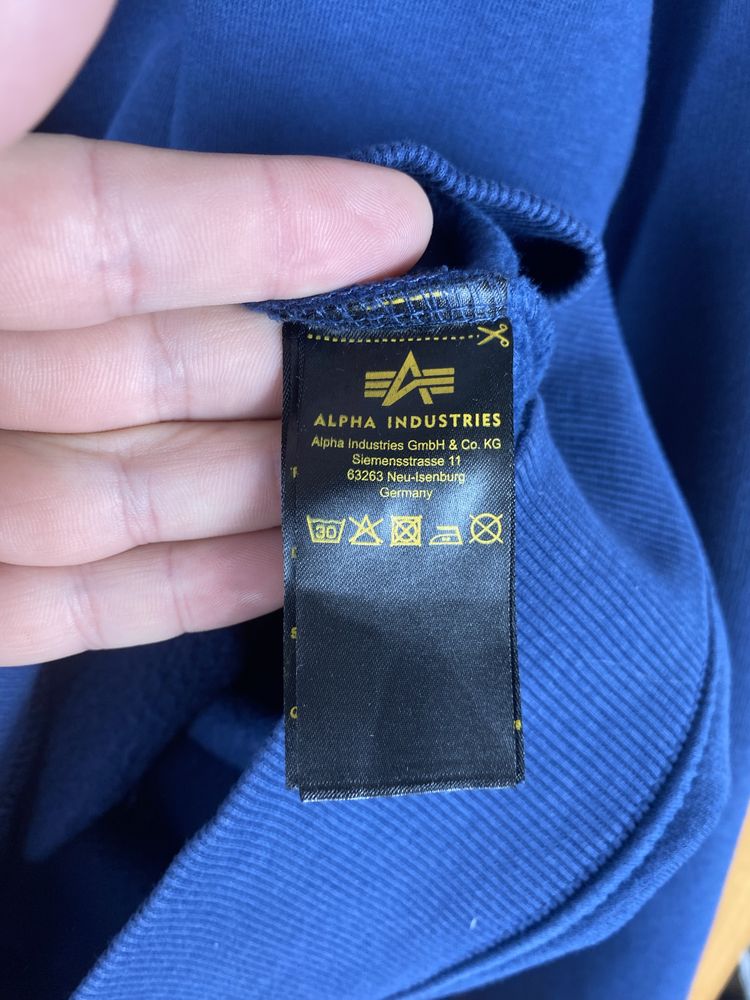 ALPHA INDUSTRIES
Alpha Industries GmbH & Co. KG
Siemensstrasse 11
63263 Neu-Isenburg
Germany
30